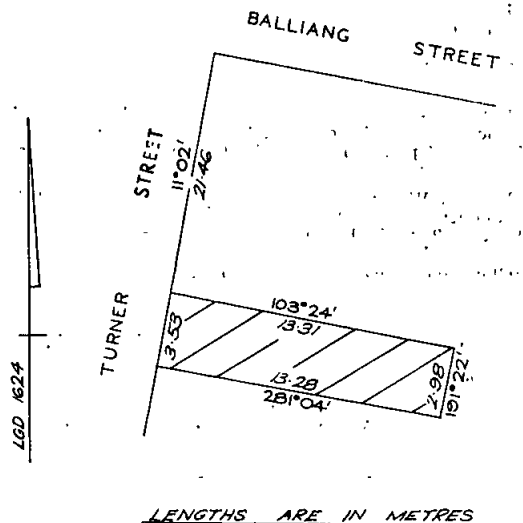 BALLIANG STREET
TURNER STREET
11°02'
21·46
103°24'
13·31
3·53
13·28
281°04'
2·98
191°22'
LGD 1624
LENGTHS ARE IN METRES